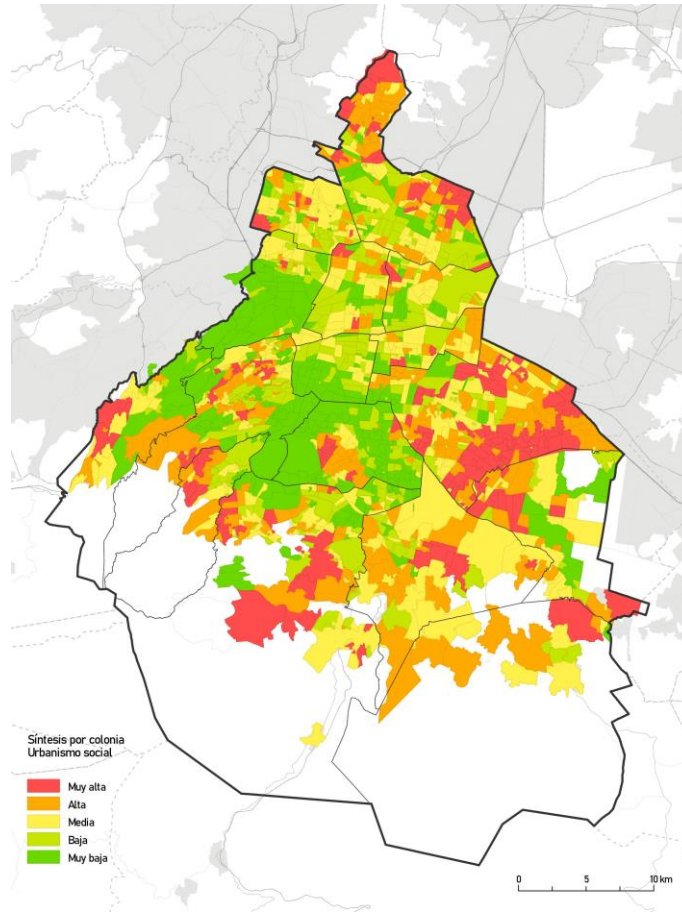 Síntesis por colonia
Urbanismo social
Muy alta
Alta
Media
Baja
Muy baja
0 5 10 km